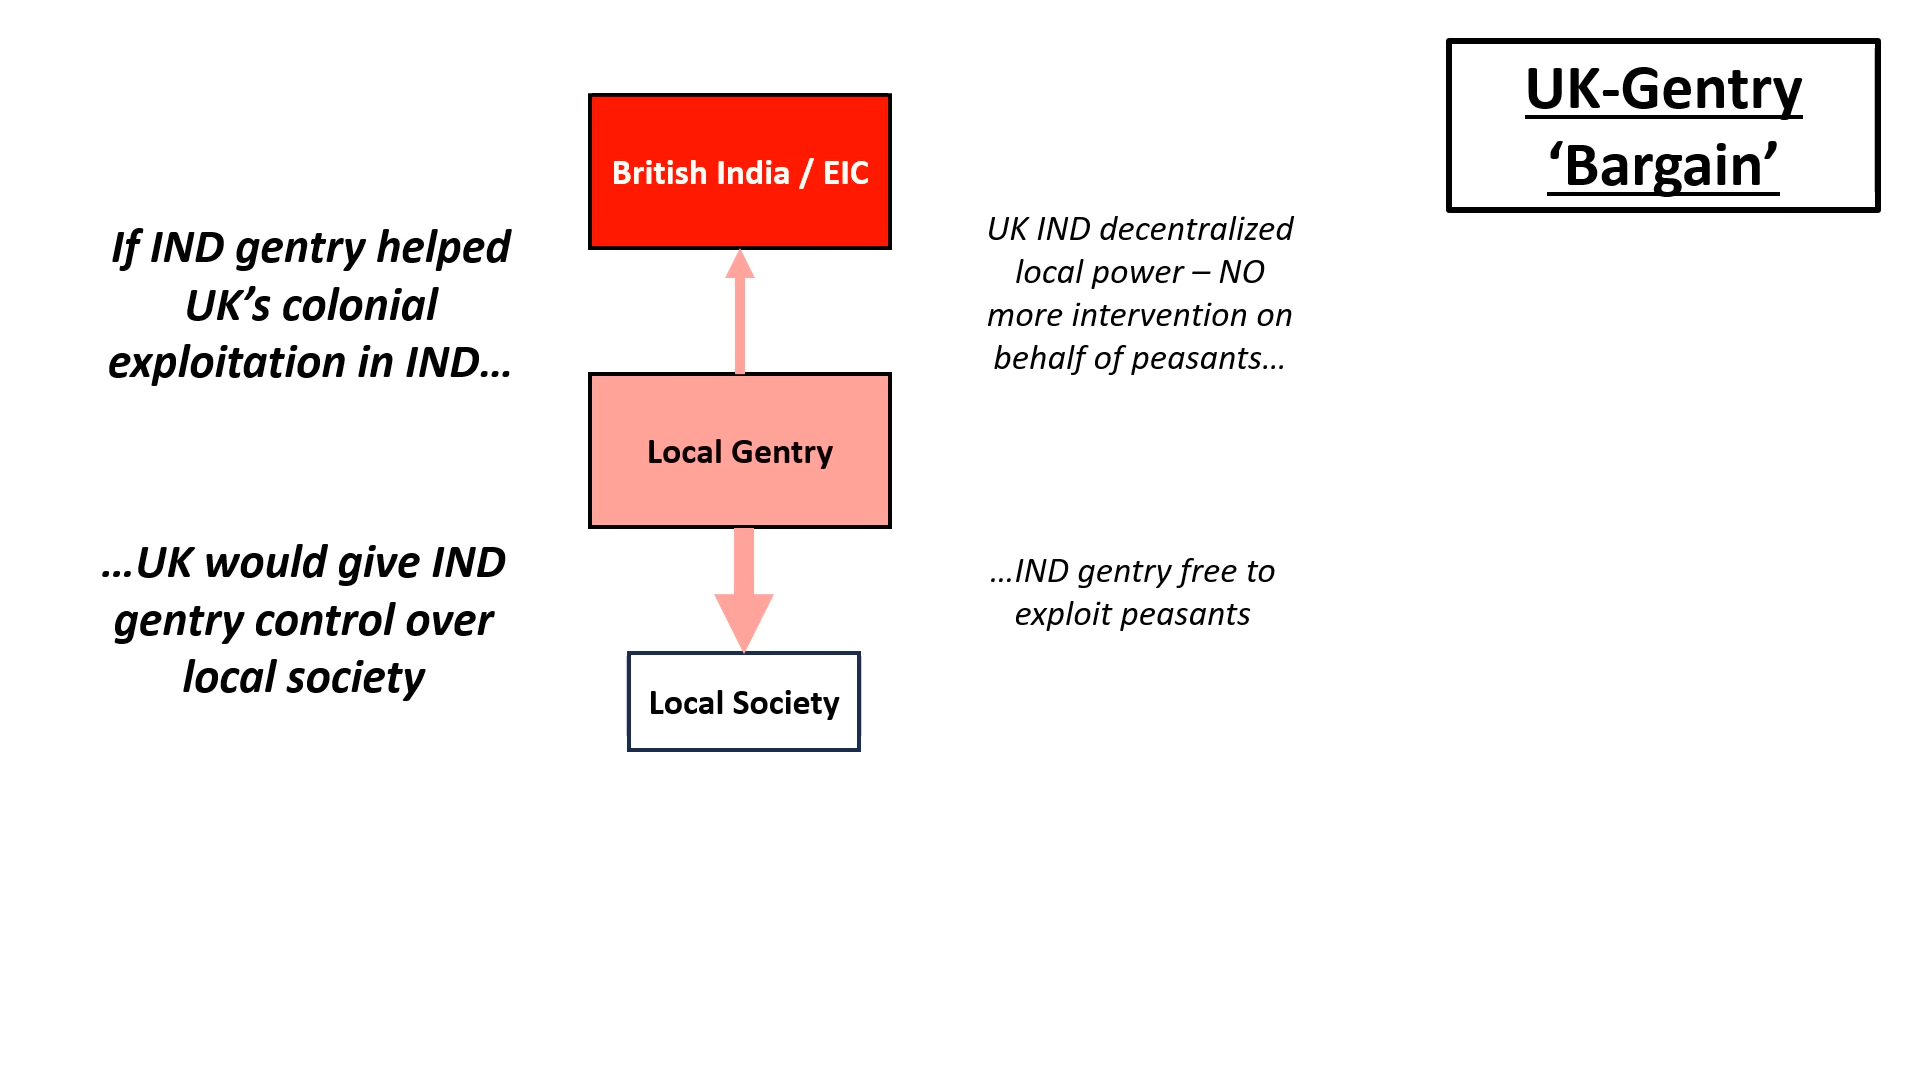 UK-Gentry
‘Bargain’
British India / EIC
If IND gentry helped
UK’s colonial
exploitation in IND…
UK IND decentralized
local power – NO
more intervention on
behalf of peasants…
Local Gentry
…UK would give IND
gentry control over
local society
…IND gentry free to
exploit peasants
Local Society